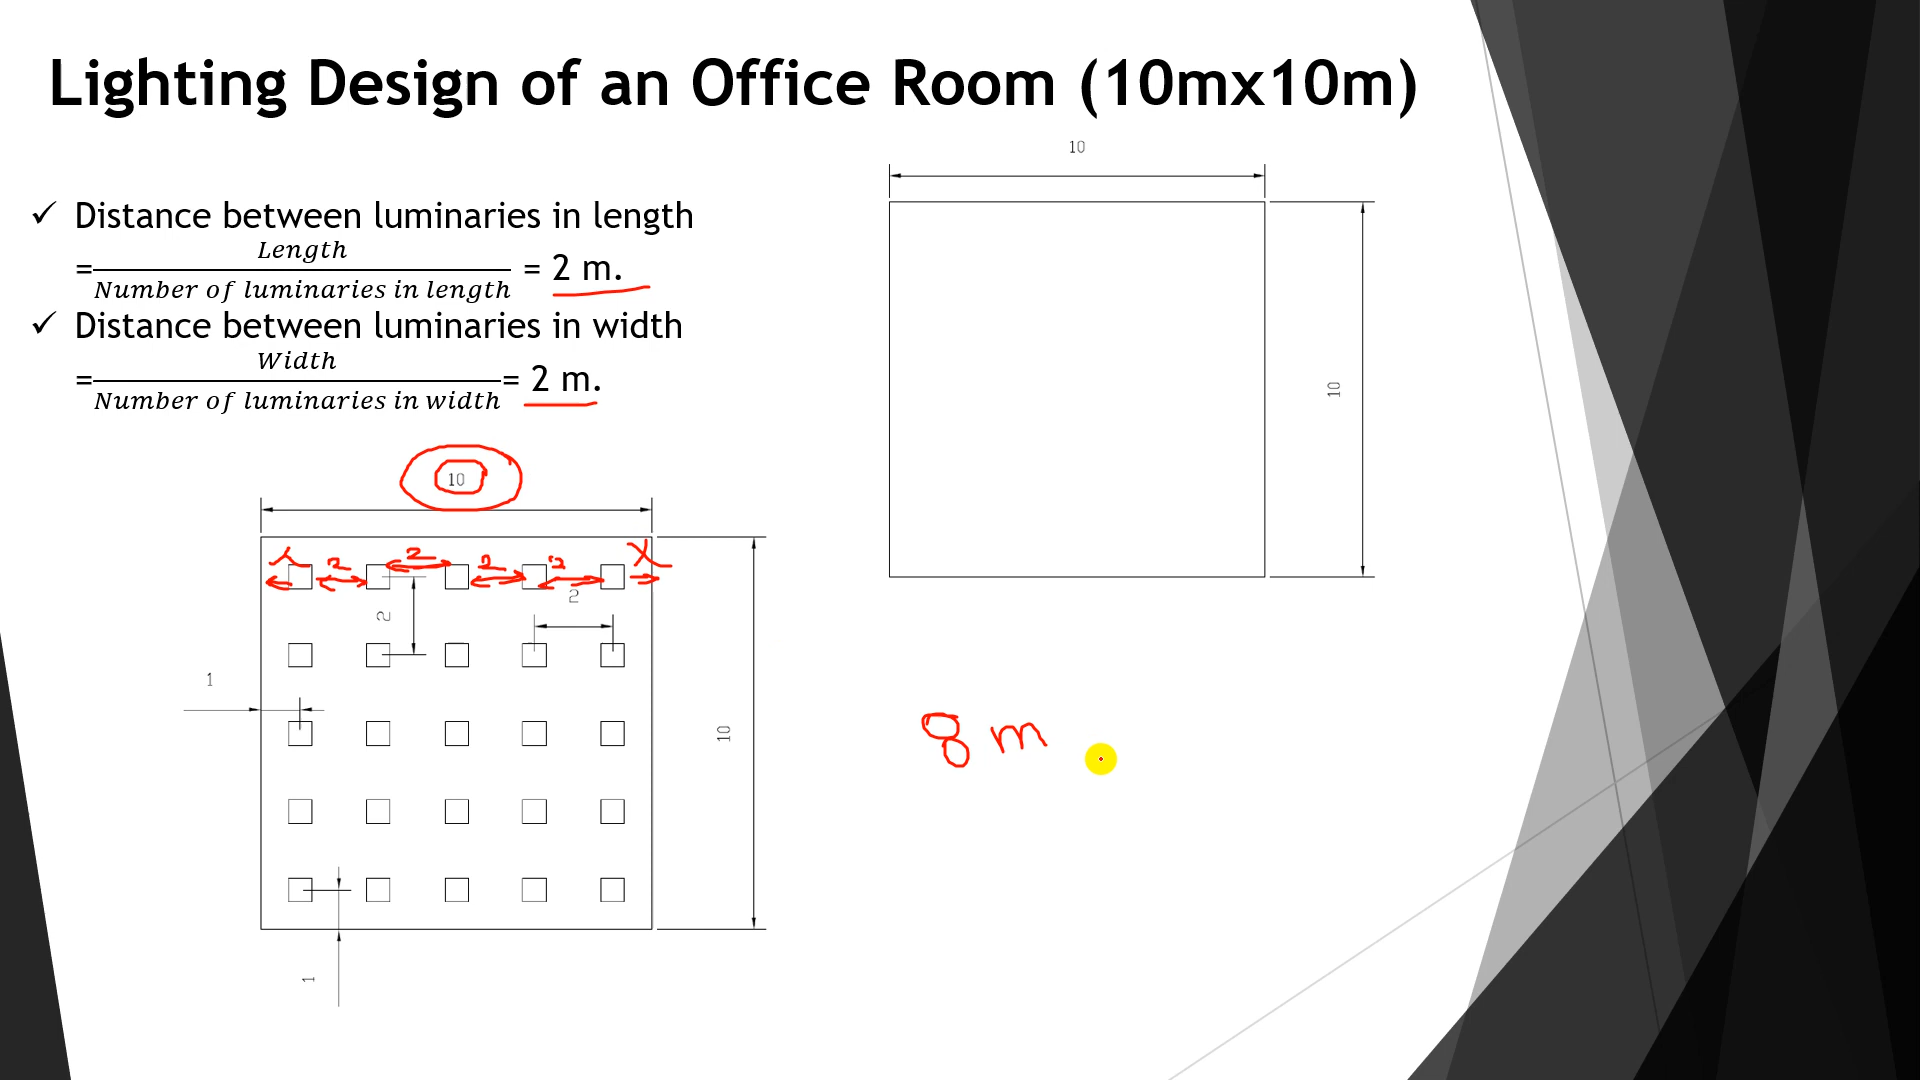 Lighting Design of an Office Room (10mx10m)
✓ Distance between luminaries in length
= Length / Number of luminaries in length = 2 m.
✓ Distance between luminaries in width
= Width / Number of luminaries in width = 2 m.
10
10
10
x 2 2 2 2 x
2
2
1
10
1
8 m